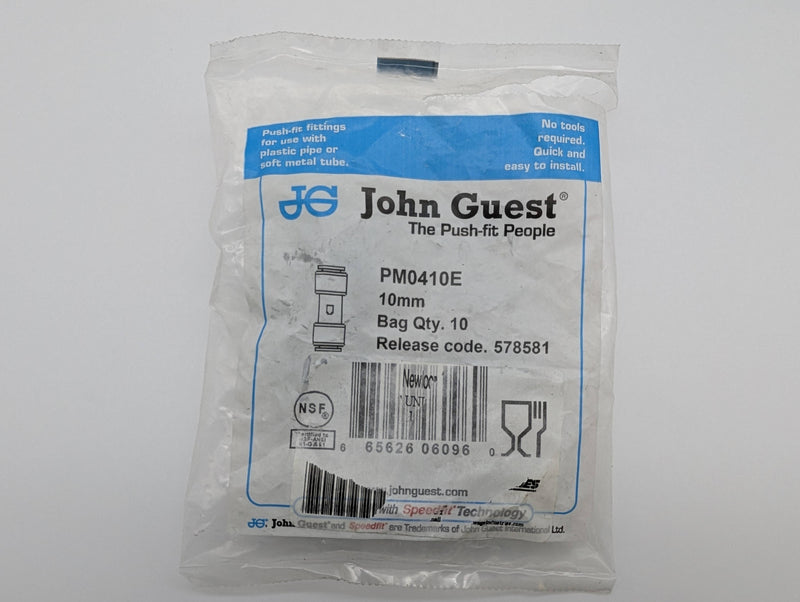 Push-fit fittings
for use with
plastic pipe or
soft metal tube.
No tools
required.
Quick and
easy to install.
JG John Guest®
The Push-fit People
PM0410E
10mm
Bag Qty. 10
Release code. 578581
NSF®
Certified to
6 65626 06096 0
.johnguest.com
with Speedfit Technology
JG. John Guest and Speedfit are Trademarks of John Guest International Ltd.